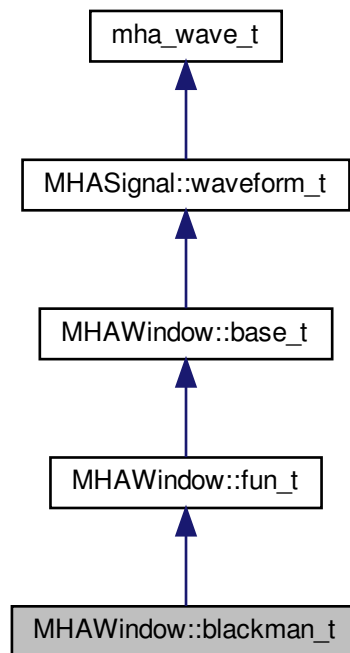 mha_wave_t
MHASignal::waveform_t
MHAWindow::base_t
MHAWindow::fun_t
MHAWindow::blackman_t